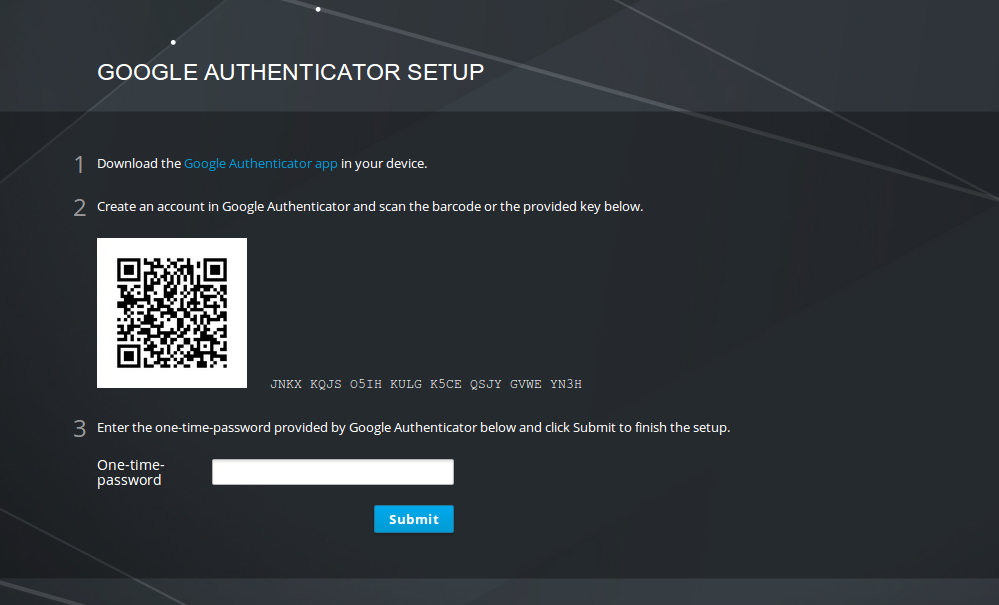 GOOGLE AUTHENTICATOR SETUP
1 Download the Google Authenticator app in your device.
2 Create an account in Google Authenticator and scan the barcode or the provided key below.
JNKX KQJS O5IH KULG K5CE QSJY GVWE YN3H
3 Enter the one-time-password provided by Google Authenticator below and click Submit to finish the setup.
One-time-
password
Submit